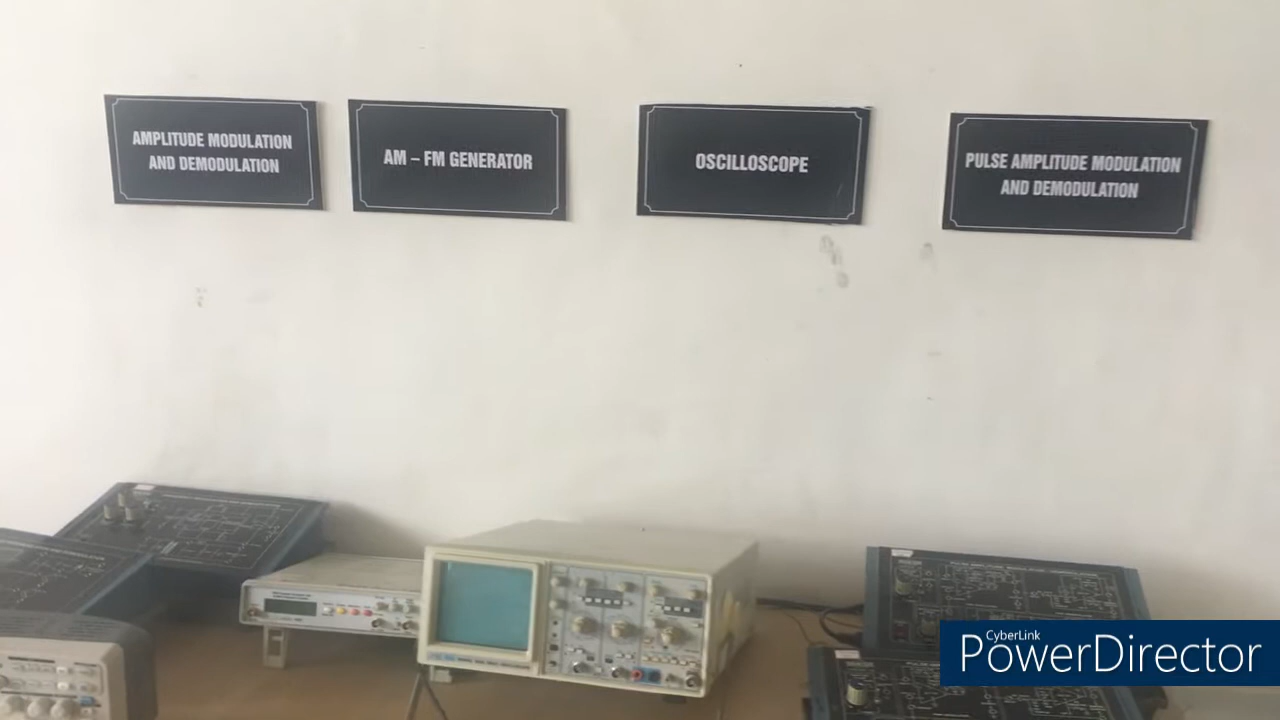 AMPLITUDE MODULATION
AND DEMODULATION
AM – FM GENERATOR
OSCILLOSCOPE
PULSE AMPLITUDE MODULATION
AND DEMODULATION
CyberLink
PowerDirector